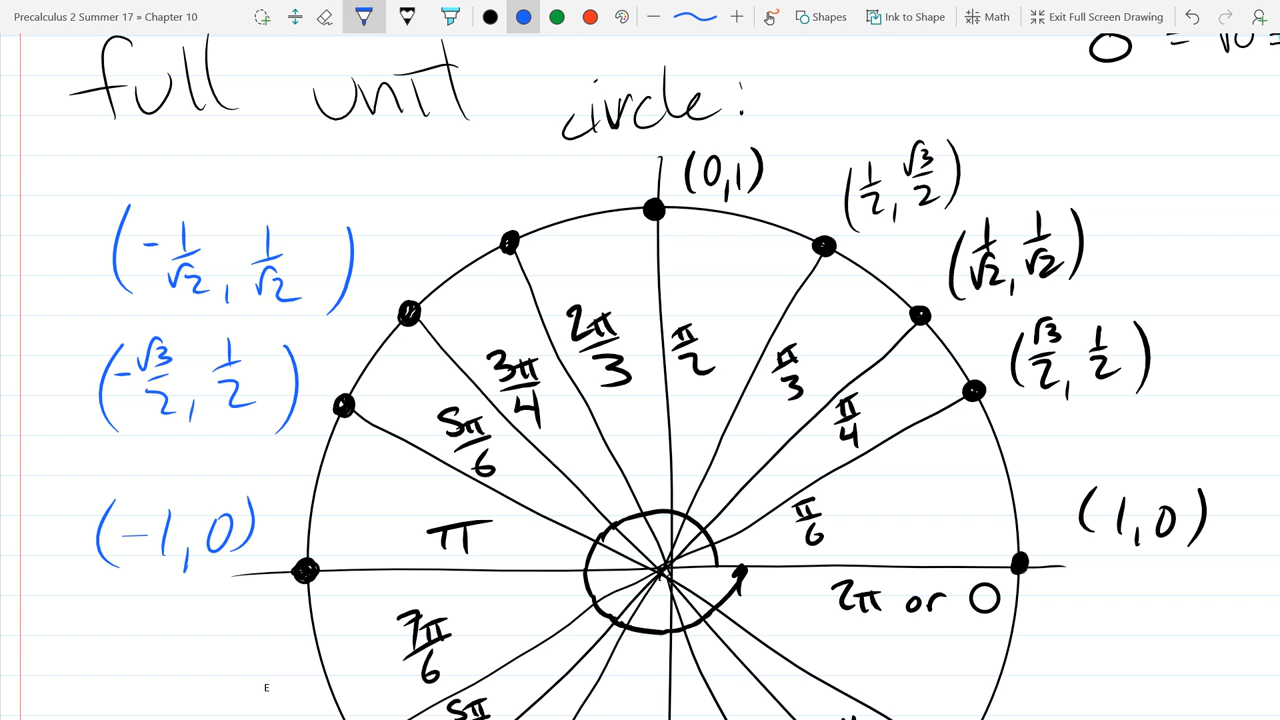 Precalculus 2 Summer 17 » Chapter 10
Shapes
Ink to Shape
Math
Exit Full Screen Drawing
full unit circle:
(0,1)
(1/2, √3/2)
(1/√2, 1/√2)
(√3/2, 1/2)
(1,0)
(-1/√2, 1/√2)
(-√3/2, 1/2)
(-1,0)
2π/3
π/2
π/3
3π/4
π/4
5π/6
π/6
π
2π or 0
7π/6
E